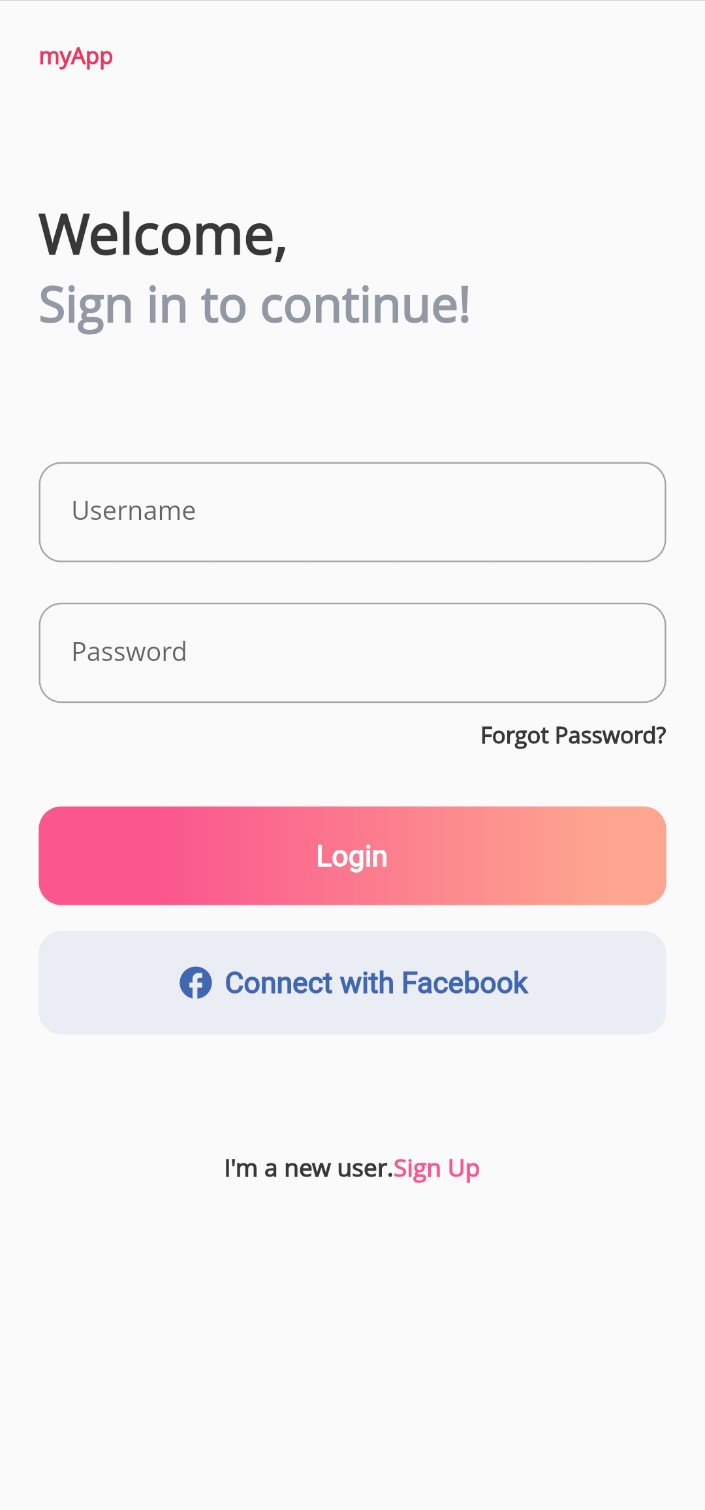 myApp
Welcome,
Sign in to continue!
Username
Password
Forgot Password?
Login
Connect with Facebook
I'm a new user.Sign Up